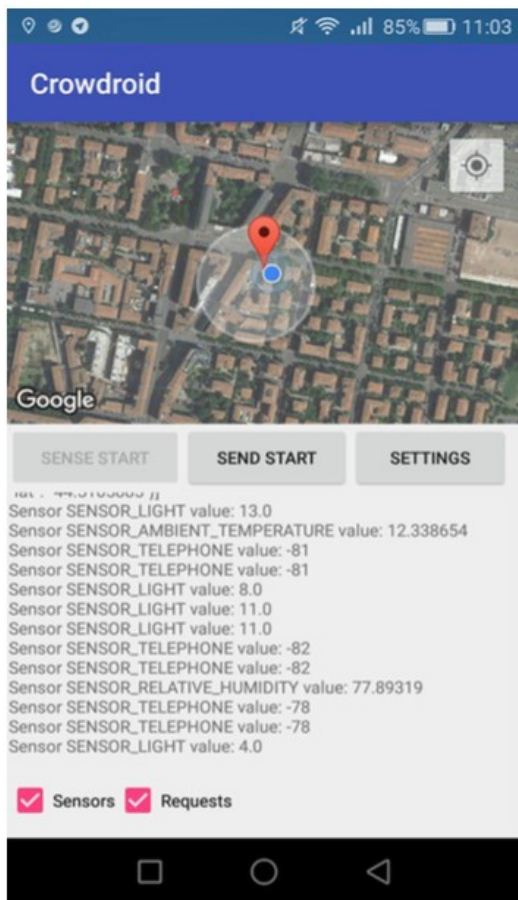 85% 11:03
Crowdroid
Google
SENSE START SEND START SETTINGS
Sensor SENSOR_LIGHT value: 13.0
Sensor SENSOR_AMBIENT_TEMPERATURE value: 12.338654
Sensor SENSOR_TELEPHONE value: -81
Sensor SENSOR_TELEPHONE value: -81
Sensor SENSOR_LIGHT value: 8.0
Sensor SENSOR_LIGHT value: 11.0
Sensor SENSOR_LIGHT value: 11.0
Sensor SENSOR_TELEPHONE value: -82
Sensor SENSOR_TELEPHONE value: -82
Sensor SENSOR_RELATIVE_HUMIDITY value: 77.89319
Sensor SENSOR_TELEPHONE value: -78
Sensor SENSOR_TELEPHONE value: -78
Sensor SENSOR_LIGHT value: 4.0
Sensors Requests